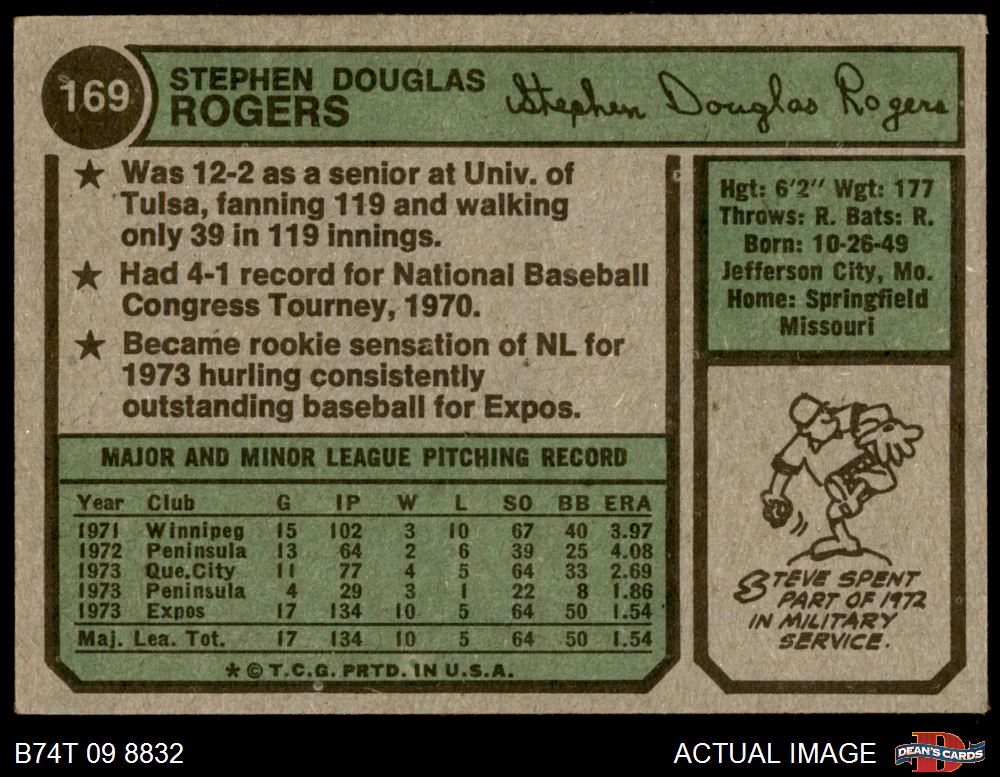 169
STEPHEN DOUGLAS
ROGERS
Stephen Douglas Rogers
★ Was 12-2 as a senior at Univ. of
Tulsa, fanning 119 and walking
only 39 in 119 innings.
★ Had 4-1 record for National Baseball
Congress Tourney, 1970.
★ Became rookie sensation of NL for
1973 hurling consistently
outstanding baseball for Expos.
Hgt: 6'2" Wgt: 177
Throws: R. Bats: R.
Born: 10-26-49
Jefferson City, Mo.
Home: Springfield
Missouri
MAJOR AND MINOR LEAGUE PITCHING RECORD
Year Club G IP W L SO BB ERA
1971 Winnipeg 15 102 3 10 67 40 3.97
1972 Peninsula 13 64 2 6 39 25 4.08
1973 Que.City 11 77 4 5 64 33 2.69
1973 Peninsula 4 29 3 1 22 8 1.86
1973 Expos 17 134 10 5 64 50 1.54
Maj. Lea. Tot. 17 134 10 5 64 50 1.54
★ © T.C.G. PRTD. IN U.S.A.
STEVE SPENT
PART OF 1972
IN MILITARY
SERVICE.
B74T 09 8832
ACTUAL IMAGE
D
DEAN'S CARDS